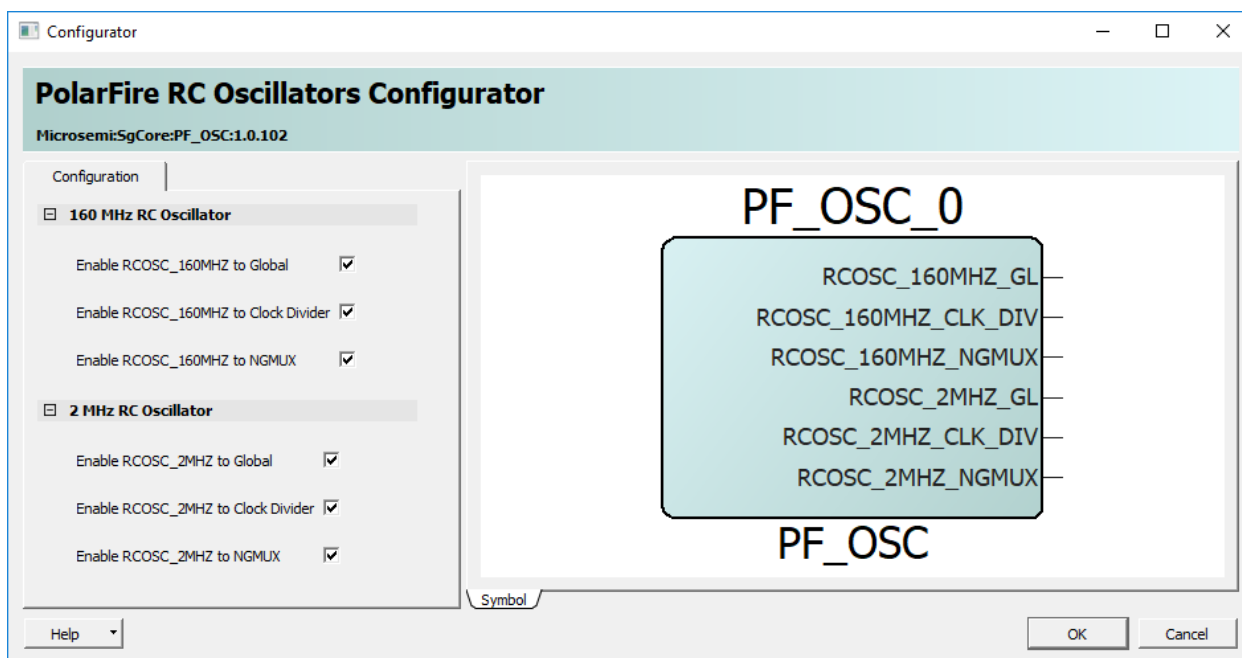 Configurator
PolarFire RC Oscillators Configurator
Microsemi:SgCore:PF_OSC:1.0.102
Configuration
160 MHz RC Oscillator
Enable RCOSC_160MHZ to Global
Enable RCOSC_160MHZ to Clock Divider
Enable RCOSC_160MHZ to NGMUX
2 MHz RC Oscillator
Enable RCOSC_2MHZ to Global
Enable RCOSC_2MHZ to Clock Divider
Enable RCOSC_2MHZ to NGMUX
PF_OSC_0
RCOSC_160MHZ_GL
RCOSC_160MHZ_CLK_DIV
RCOSC_160MHZ_NGMUX
RCOSC_2MHZ_GL
RCOSC_2MHZ_CLK_DIV
RCOSC_2MHZ_NGMUX
PF_OSC
Symbol
Help
OK
Cancel